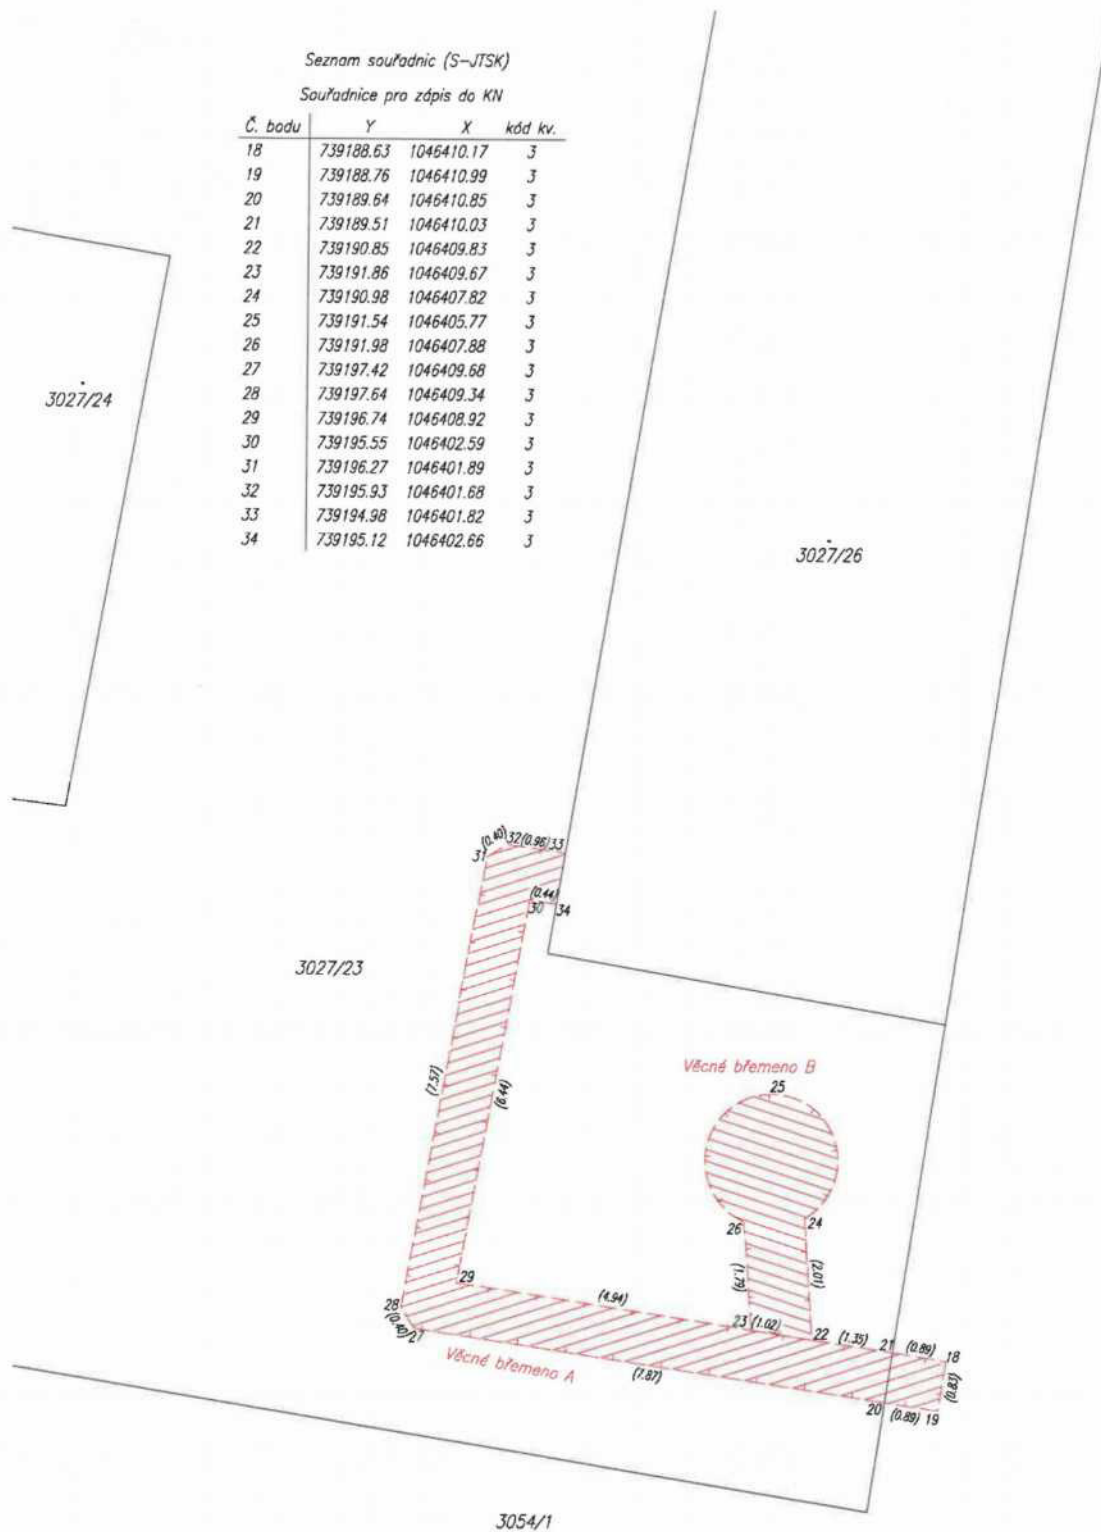 Seznam souřadnic (S-JTSK)
Souřadnice pro zápis do KN
Č. bodu Y X kód kv.
18 739188.63 1046410.17 3
19 739188.76 1046410.99 3
20 739189.64 1046410.85 3
21 739189.51 1046410.03 3
22 739190.85 1046409.83 3
23 739191.86 1046409.67 3
24 739190.98 1046407.82 3
25 739191.54 1046405.77 3
26 739191.98 1046407.88 3
27 739197.42 1046409.68 3
28 739197.64 1046409.34 3
29 739196.74 1046408.92 3
30 739195.55 1046402.59 3
31 739196.27 1046401.89 3
32 739195.93 1046401.68 3
33 739194.98 1046401.82 3
34 739195.12 1046402.66 3
3027/24
3027/26
31 (0.40) 32 (0.96) 33
(0.44)
30 34
3027/23
(7.57)
(6.44)
Věcné břemeno B
25
26 24
(1.79) (2.01)
29
(4.94)
28
(0.40) 27
23 (1.02) 22 (1.35) 21 (0.89) 18
(0.83)
Věcné břemeno A
(7.87)
20 (0.89) 19
3054/1